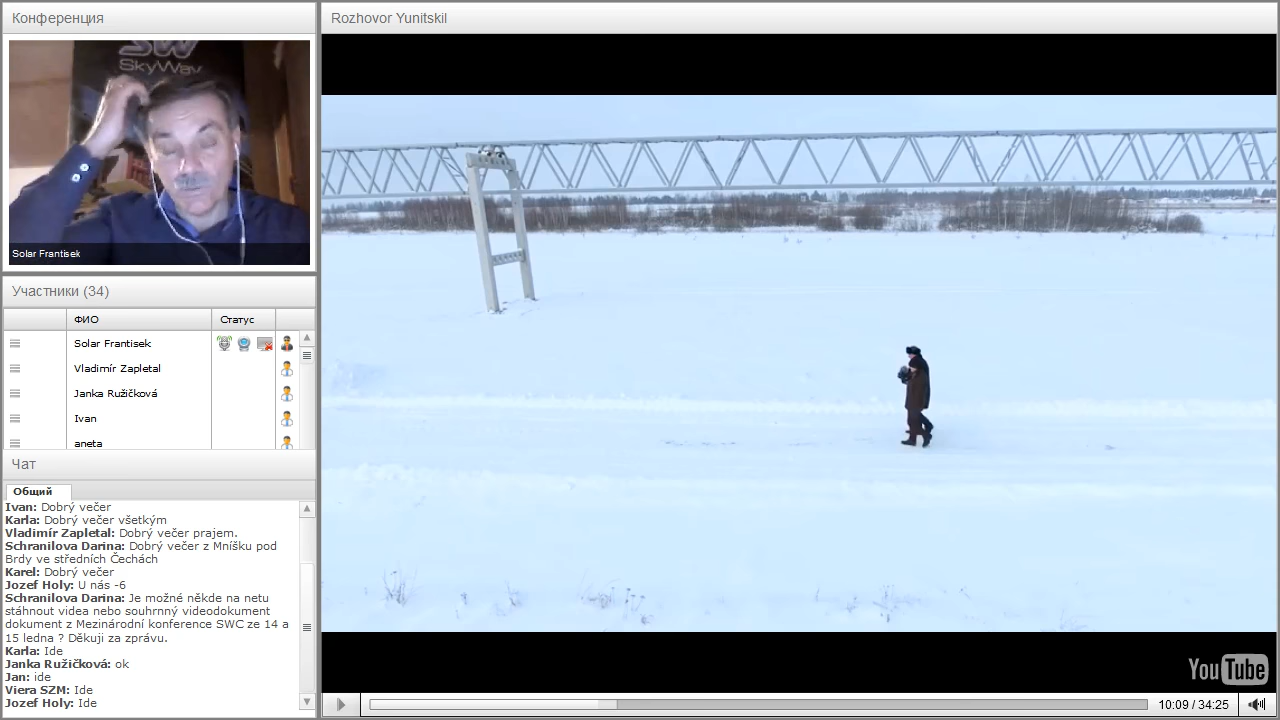 Конференция
SW
SkyWay
Solar Frantisek
Участники (34)
ФИО
Статус
Solar Frantisek
Vladimír Zapletal
Janka Ružičková
Ivan
aneta
Чат
Общий
Ivan: Dobrý večer
Karla: Dobrý večer všetkým
Vladimír Zapletal: Dobrý večer prajem.
Schranilova Darina: Dobrý večer z Mníšku pod
Brdy ve středních Čechách
Karel: Dobrý večer
Jozef Holy: U nás -6
Schranilova Darina: Je možné někde na netu
stáhnout videa nebo souhrnný videodokument
dokument z Mezinárodní konference SWC ze 14 a
15 ledna ? Děkuji za zprávu.
Karla: Ide
Janka Ružičková: ok
Jan: ide
Viera SZM: Ide
Jozef Holy: Ide
Rozhovor Yunitskil
YouTube
10:09 / 34:25